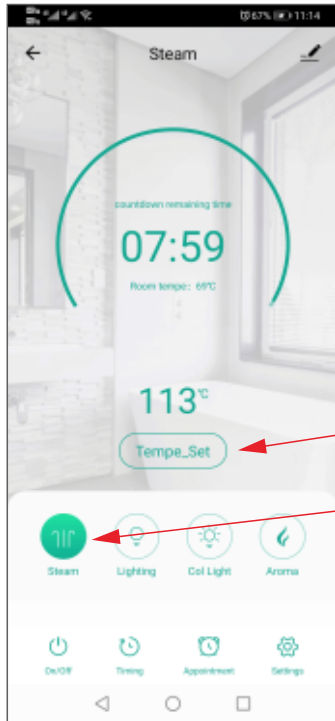 67% 11:14
Steam
countdown remaining time
07:59
Room tempe: 69℃
113℃
Tempe_Set
Steam Lighting Col Light Aroma
On/Off Timing Appointment Settings